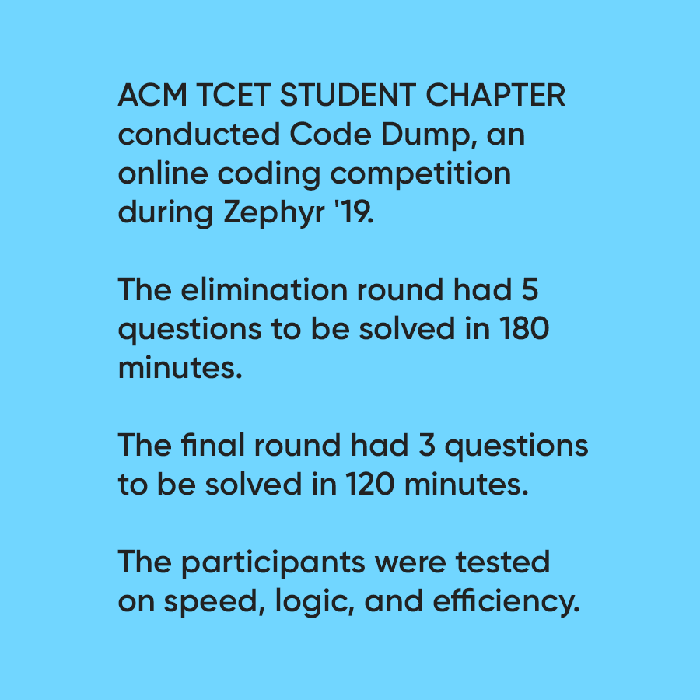 ACM TCET STUDENT CHAPTER
conducted Code Dump, an
online coding competition
during Zephyr '19.
The elimination round had 5
questions to be solved in 180
minutes.
The final round had 3 questions
to be solved in 120 minutes.
The participants were tested
on speed, logic, and efficiency.